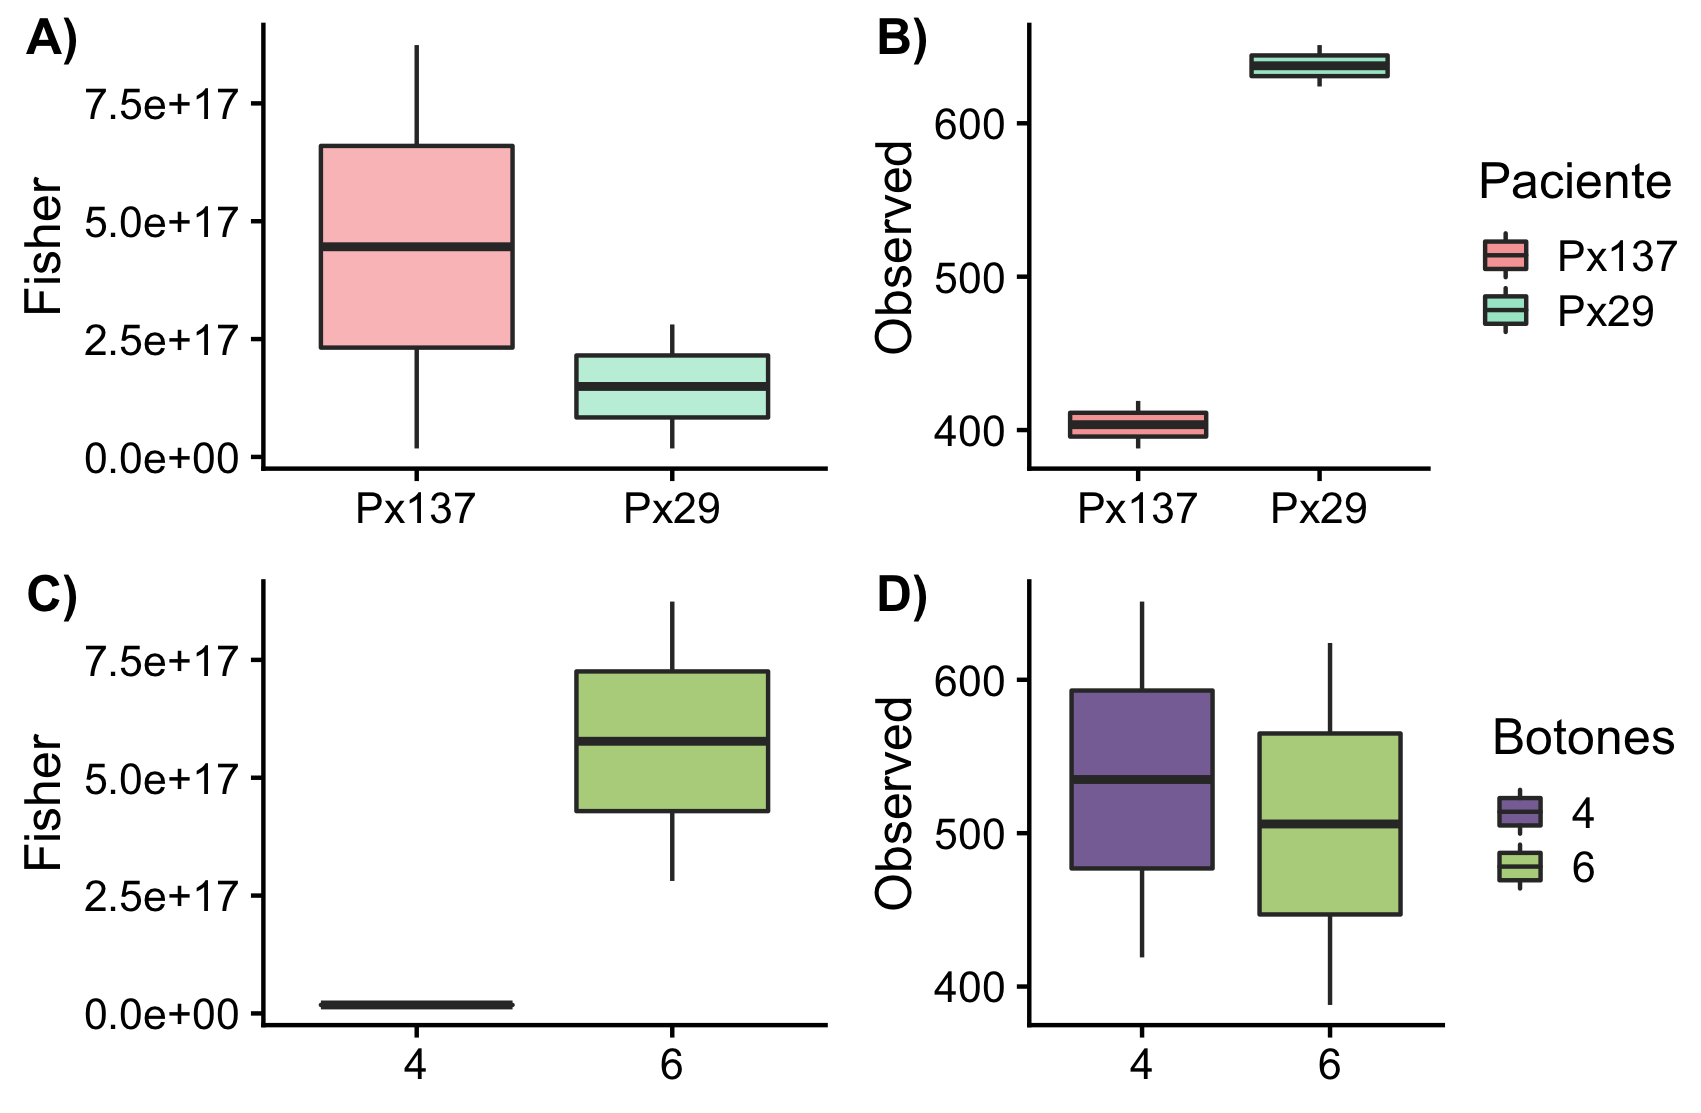 A)
Fisher
7.5e+17
5.0e+17
2.5e+17
0.0e+00
Px137
Px29
B)
Observed
600
500
400
Px137
Px29
Paciente
Px137
Px29
C)
Fisher
7.5e+17
5.0e+17
2.5e+17
0.0e+00
4
6
D)
Observed
600
500
400
4
6
Botones
4
6